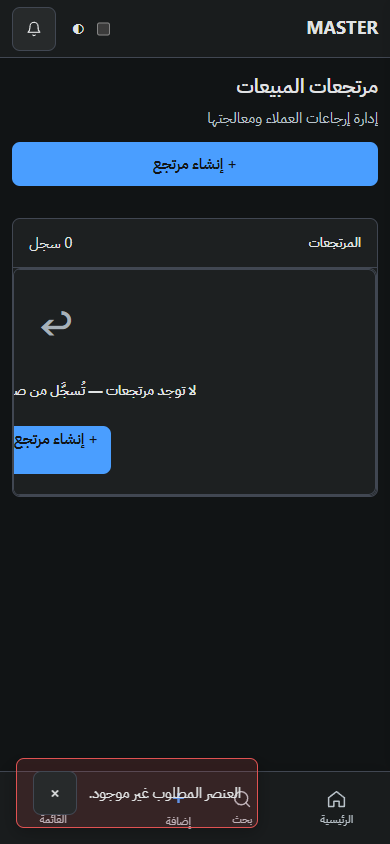 MASTER
مرتجعات المبيعات
إدارة إرجاعات العملاء ومعالجتها
+ إنشاء مرتجع
المرتجعات
0 سجل
لا توجد مرتجعات — تُسجَّل من
+ إنشاء مرتجع
العنصر المطلوب غير موجود.
×
الرئيسية
بحث
إضافة
القائمة